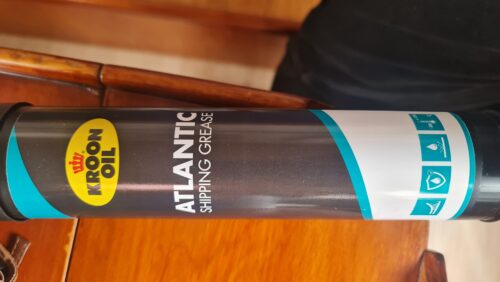 KROON
OIL
ATLANTIC
SHIPPING GREASE